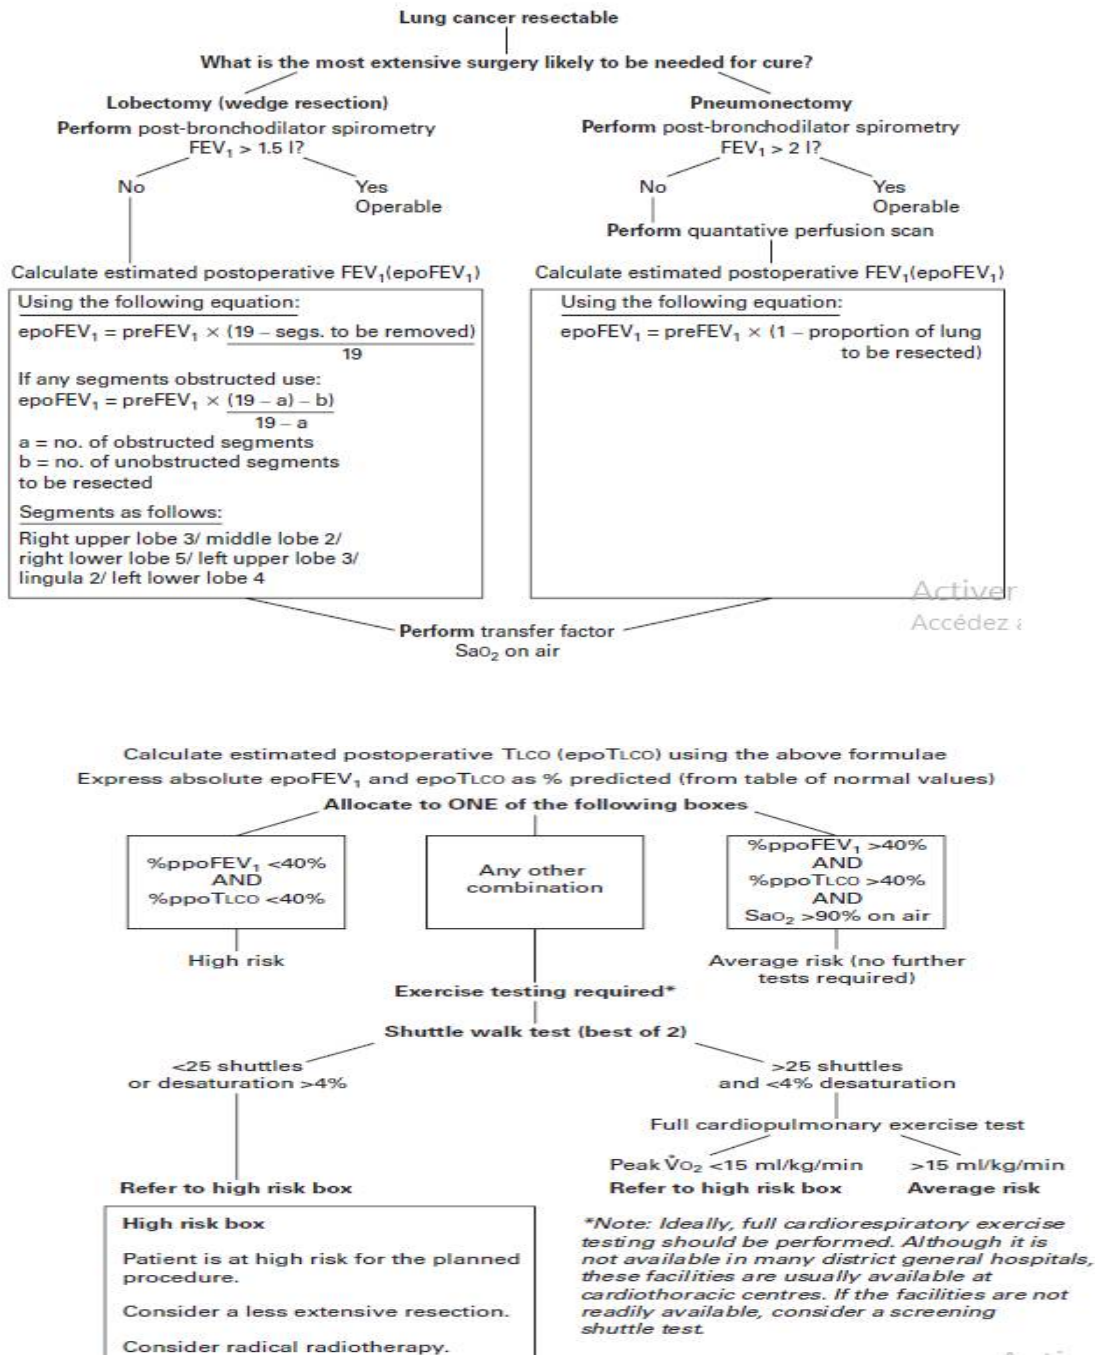 Lung cancer resectable
What is the most extensive surgery likely to be needed for cure?
Lobectomy (wedge resection)
Perform post-bronchodilator spirometry
FEV₁ > 1.5 l?
No
Yes
Operable
Calculate estimated postoperative FEV₁(epoFEV₁)
Using the following equation:
epoFEV₁ = preFEV₁ × (19 – segs. to be removed)
19
If any segments obstructed use:
epoFEV₁ = preFEV₁ × (19 – a) – b)
19 – a
a = no. of obstructed segments
b = no. of unobstructed segments
to be resected
Segments as follows:
Right upper lobe 3/ middle lobe 2/
right lower lobe 5/ left upper lobe 3/
lingula 2/ left lower lobe 4
Pneumonectomy
Perform post-bronchodilator spirometry
FEV₁ > 2 l?
No
Yes
Operable
Perform quantative perfusion scan
Calculate estimated postoperative FEV₁(epoFEV₁)
Using the following equation:
epoFEV₁ = preFEV₁ × (1 – proportion of lung
to be resected)
Activer
Accédez
Perform transfer factor
SaO₂ on air
Calculate estimated postoperative TLCO (epoTLCO) using the above formulae
Express absolute epoFEV₁ and epoTLCO as % predicted (from table of normal values)
Allocate to ONE of the following boxes
%ppoFEV₁ <40%
AND
%ppoTLCO <40%
High risk
Any other
combination
%ppoFEV₁ >40%
AND
%ppoTLCO >40%
AND
SaO₂ >90% on air
Average risk (no further
tests required)
Exercise testing required*
Shuttle walk test (best of 2)
<25 shuttles
or desaturation >4%
Refer to high risk box
>25 shuttles
and <4% desaturation
Full cardiopulmonary exercise test
Peak V̇O₂ <15 ml/kg/min
Refer to high risk box
>15 ml/kg/min
Average risk
High risk box
Patient is at high risk for the planned
procedure.
Consider a less extensive resection.
Consider radical radiotherapy.
*Note: Ideally, full cardiorespiratory exercise
testing should be performed. Although it is
not available in many district general hospitals,
these facilities are usually available at
cardiothoracic centres. If the facilities are not
readily available, consider a screening
shuttle test.